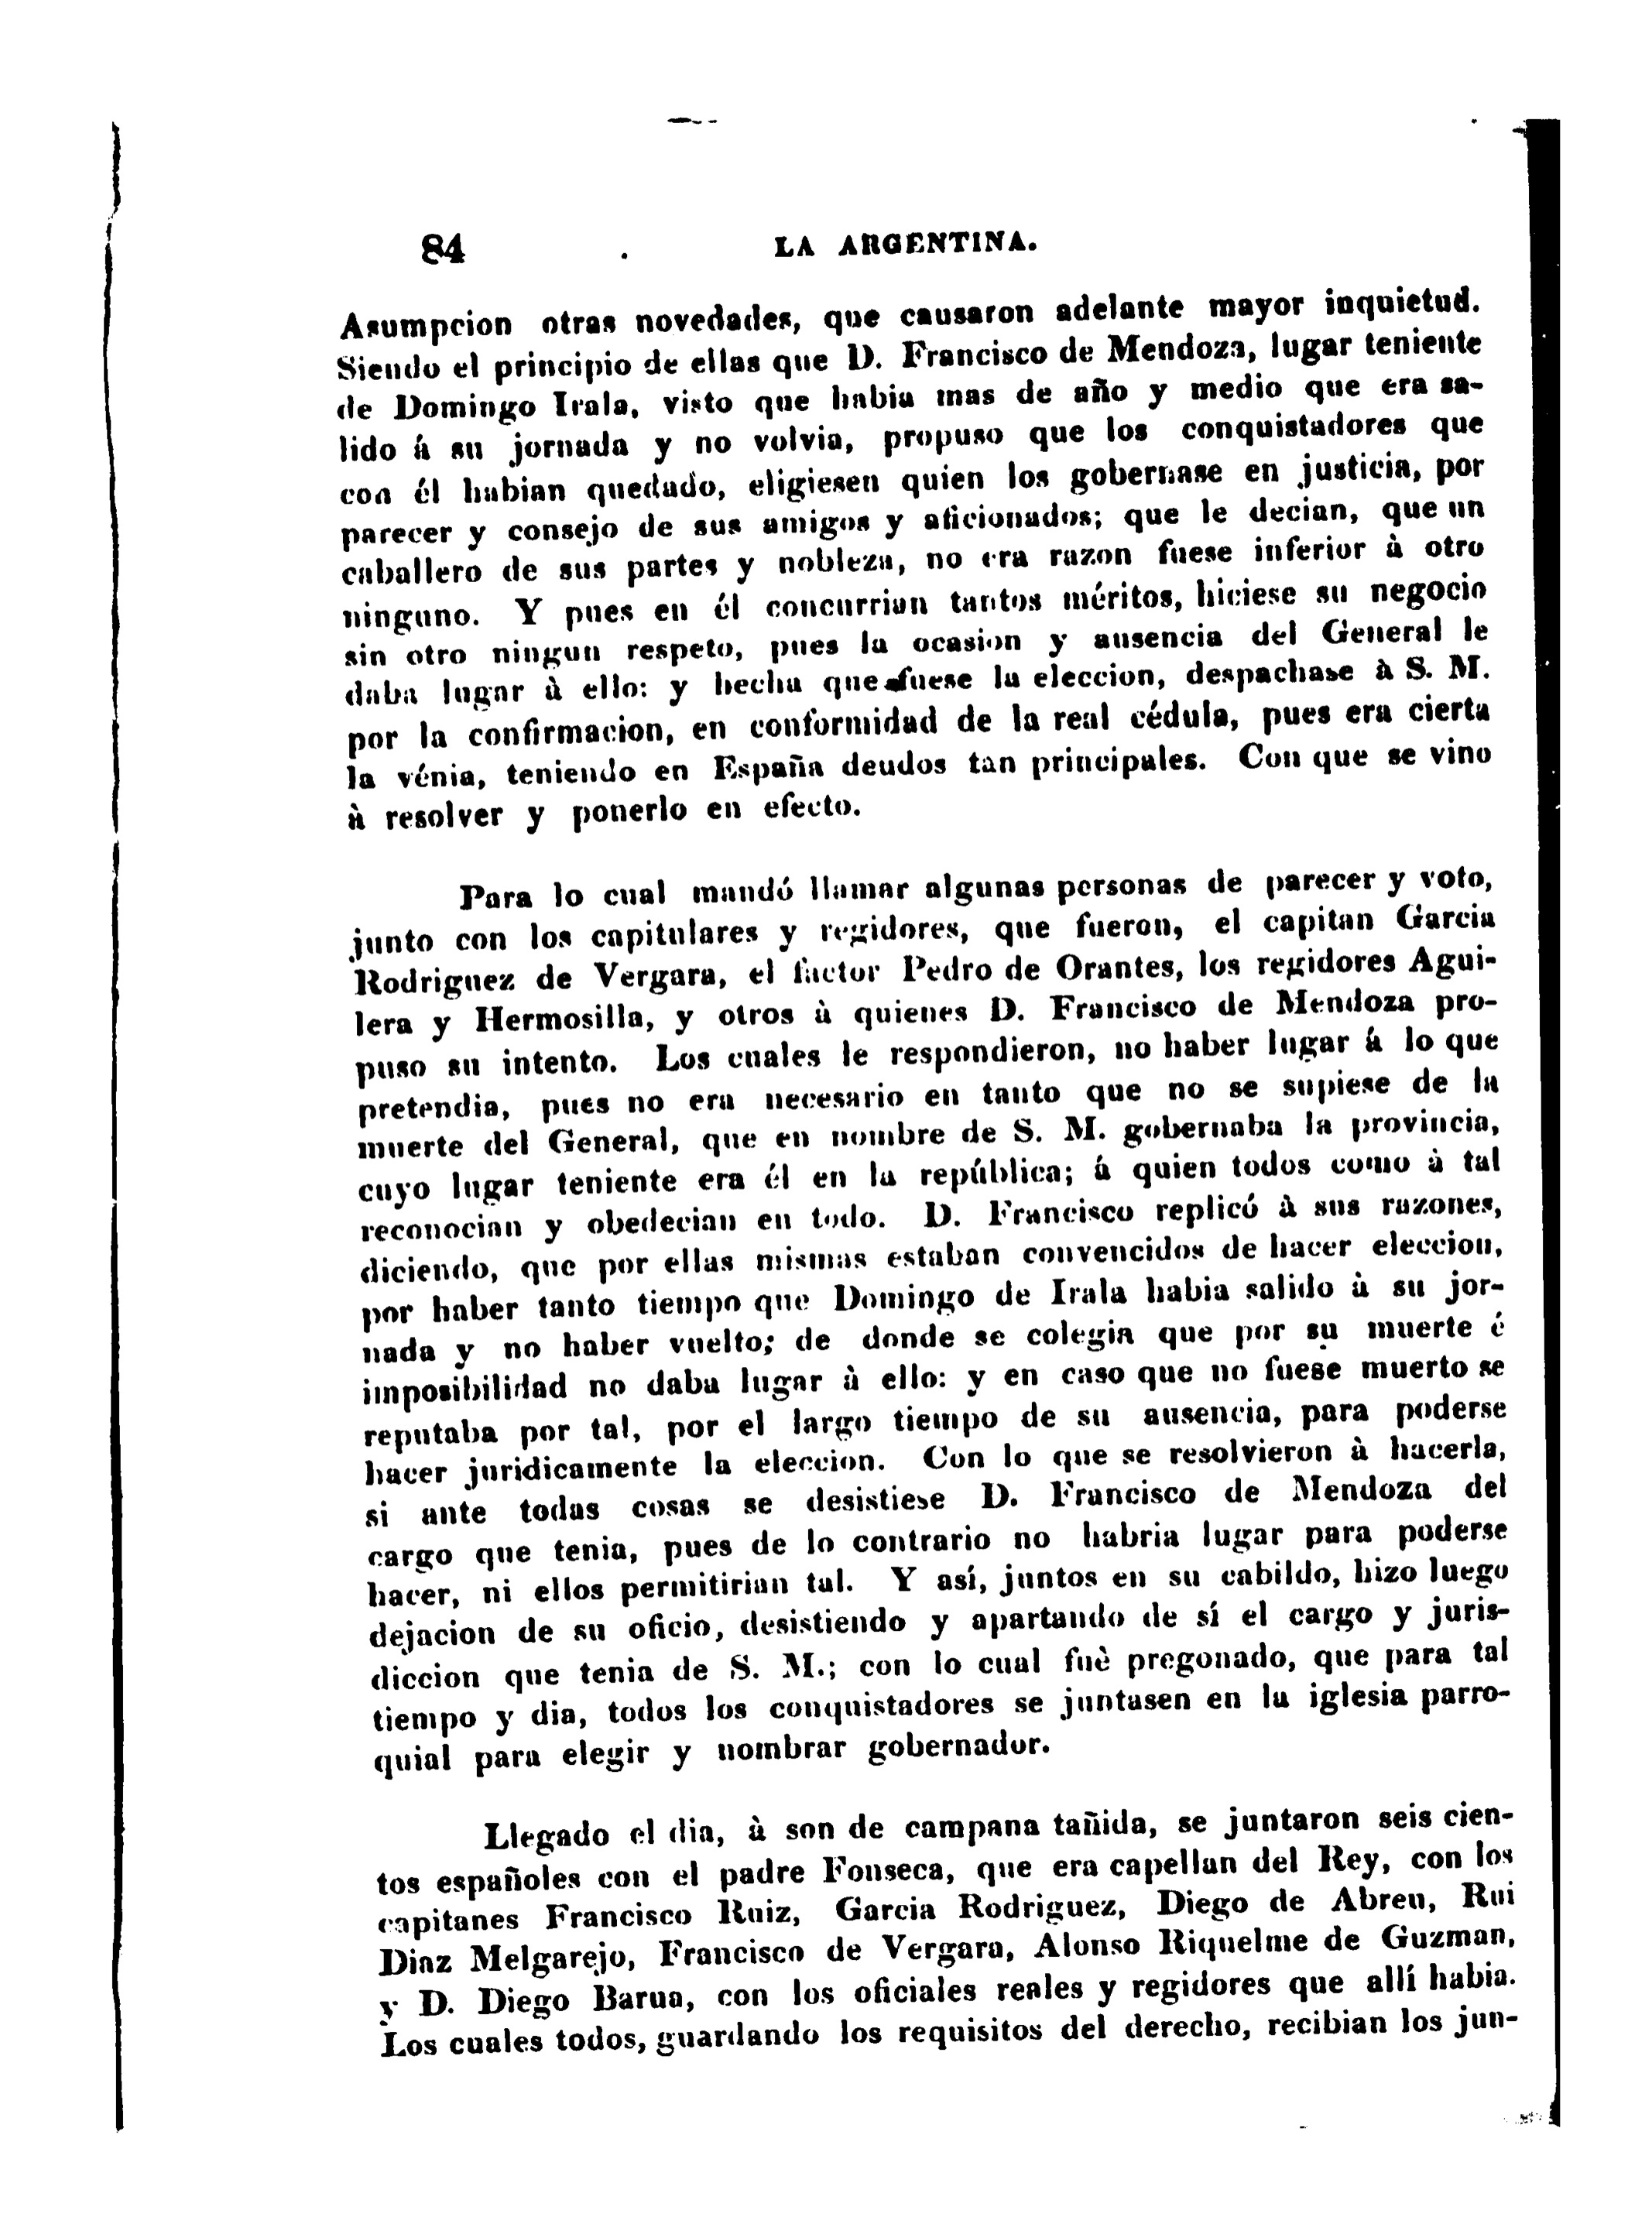 84 LA ARGENTINA.
Asumpcion otras novedades, que causaron adelante mayor inquietud.
Siendo el principio de ellas que D. Francisco de Mendoza, lugar teniente
de Domingo Irala, visto que habia mas de año y medio que era sa-
lido á su jornada y no volvia, propuso que los conquistadores que
con él habian quedado, eligiesen quien los gobernase en justicia, por
parecer y consejo de sus amigos y aficionados; que le decian, que un
caballero de sus partes y nobleza, no era razon fuese inferior à otro
ninguno. Y pues en él concurrian tantos méritos, hiciese su negocio
sin otro ningun respeto, pues la ocasion y ausencia del General le
daba lugar à ello: y hecha que fuese la eleccion, despachase à S. M.
por la confirmacion, en conformidad de la real cédula, pues era cierta
la vénia, teniendo en España deudos tan principales. Con que se vino
à resolver y ponerlo en efecto.
Para lo cual mandó llamar algunas personas de parecer y voto,
junto con los capitulares y regidores, que fueron, el capitan Garcia
Rodriguez de Vergara, el factor Pedro de Orantes, los regidores Agui-
lera y Hermosilla, y otros à quienes D. Francisco de Mendoza pro-
puso su intento. Los cuales le respondieron, no haber lugar á lo que
pretendia, pues no era necesario en tanto que no se supiese de la
muerte del General, que en nombre de S. M. gobernaba la provincia,
cuyo lugar teniente era él en la república; á quien todos como à tal
reconocian y obedecian en todo. D. Francisco replicó à sus razones,
diciendo, que por ellas mismas estaban convencidos de hacer eleccion,
por haber tanto tiempo que Domingo de Irala habia salido à su jor-
nada y no haber vuelto; de donde se colegia que por su muerte é
imposibilidad no daba lugar à ello: y en caso que no fuese muerto se
reputaba por tal, por el largo tiempo de su ausencia, para poderse
hacer juridicamente la eleccion. Con lo que se resolvieron à hacerla,
si ante todas cosas se desistiese D. Francisco de Mendoza del
cargo que tenia, pues de lo contrario no habria lugar para poderse
hacer, ni ellos permitirian tal. Y así, juntos en su cabildo, hizo luego
dejacion de su oficio, desistiendo y apartando de sí el cargo y juris-
diccion que tenia de S. M.; con lo cual fuè pregonado, que para tal
tiempo y dia, todos los conquistadores se juntasen en la iglesia parro-
quial para elegir y nombrar gobernador.
Llegado el dia, à son de campana tañida, se juntaron seis cien-
tos españoles con el padre Fonseca, que era capellan del Rey, con los
capitanes Francisco Ruiz, Garcia Rodriguez, Diego de Abreu, Rui
Diaz Melgarejo, Francisco de Vergara, Alonso Riquelme de Guzman,
y D. Diego Barua, con los oficiales reales y regidores que allí habia.
Los cuales todos, guardando los requisitos del derecho, recibian los jun-